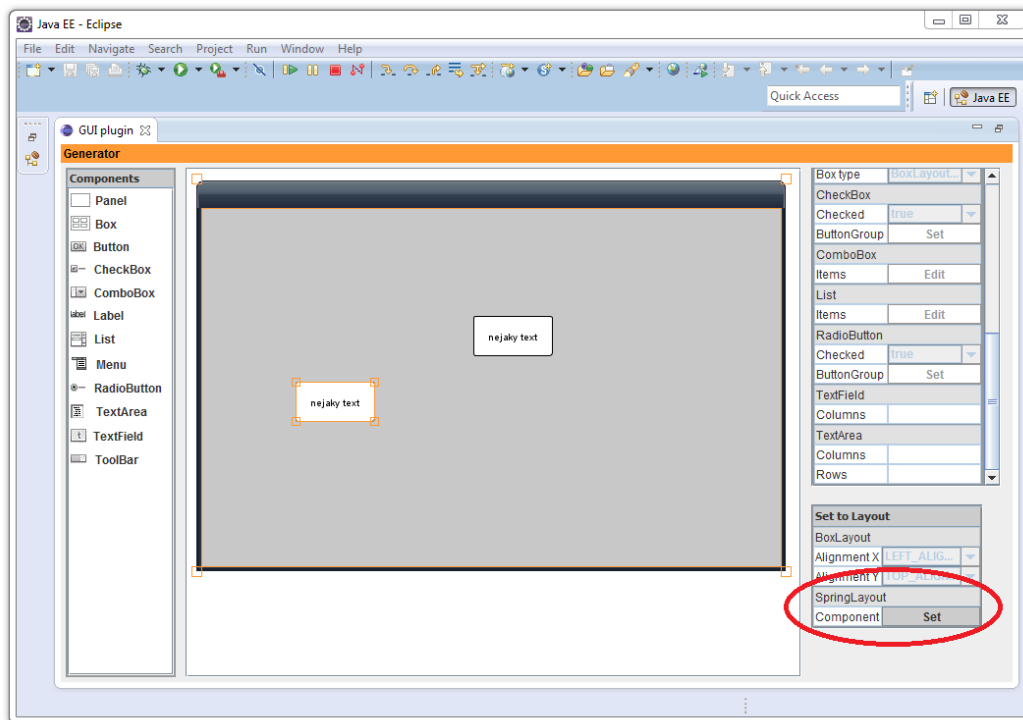 Java EE - Eclipse
File Edit Navigate Search Project Run Window Help
Quick Access
Java EE
GUI plugin
Generator
Components
Panel
Box
OK Button
CheckBox
ComboBox
label Label
List
Menu
RadioButton
TextArea
t TextField
ToolBar
nejaky text
nejaky text
Box type BoxLayout...
CheckBox
Checked true
ButtonGroup Set
ComboBox
Items Edit
List
Items Edit
RadioButton
Checked true
ButtonGroup Set
TextField
Columns
TextArea
Columns
Rows
Set to Layout
BoxLayout
Alignment X LEFT_ALIG...
Alignment Y TOP_ALIG...
SpringLayout
Component Set